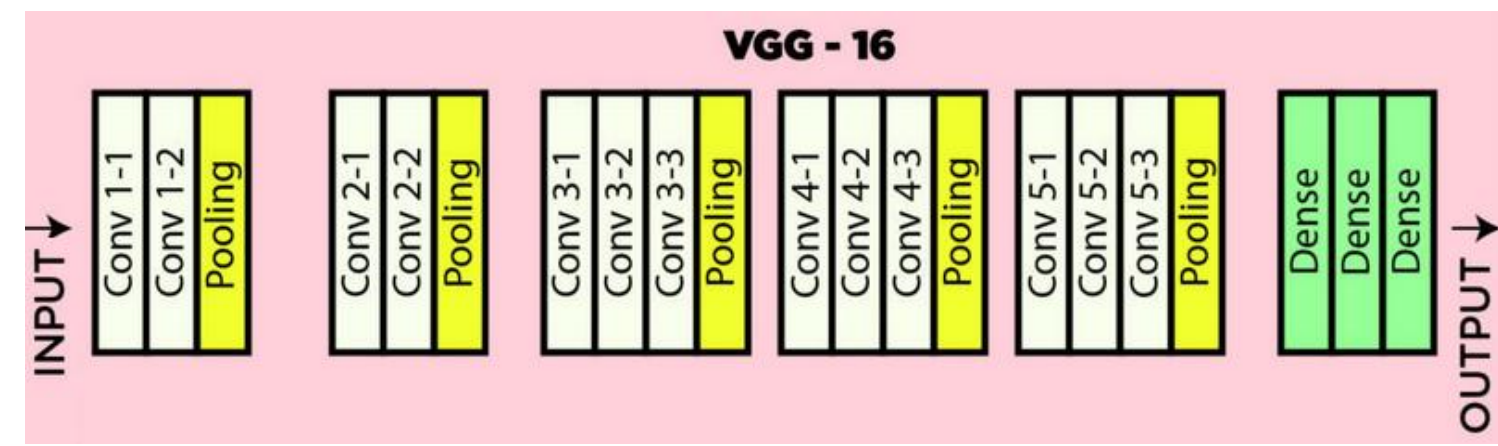 VGG - 16
INPUT
Conv 1-1
Conv 1-2
Pooling
Conv 2-1
Conv 2-2
Pooling
Conv 3-1
Conv 3-2
Conv 3-3
Pooling
Conv 4-1
Conv 4-2
Conv 4-3
Pooling
Conv 5-1
Conv 5-2
Conv 5-3
Pooling
Dense
Dense
Dense
OUTPUT